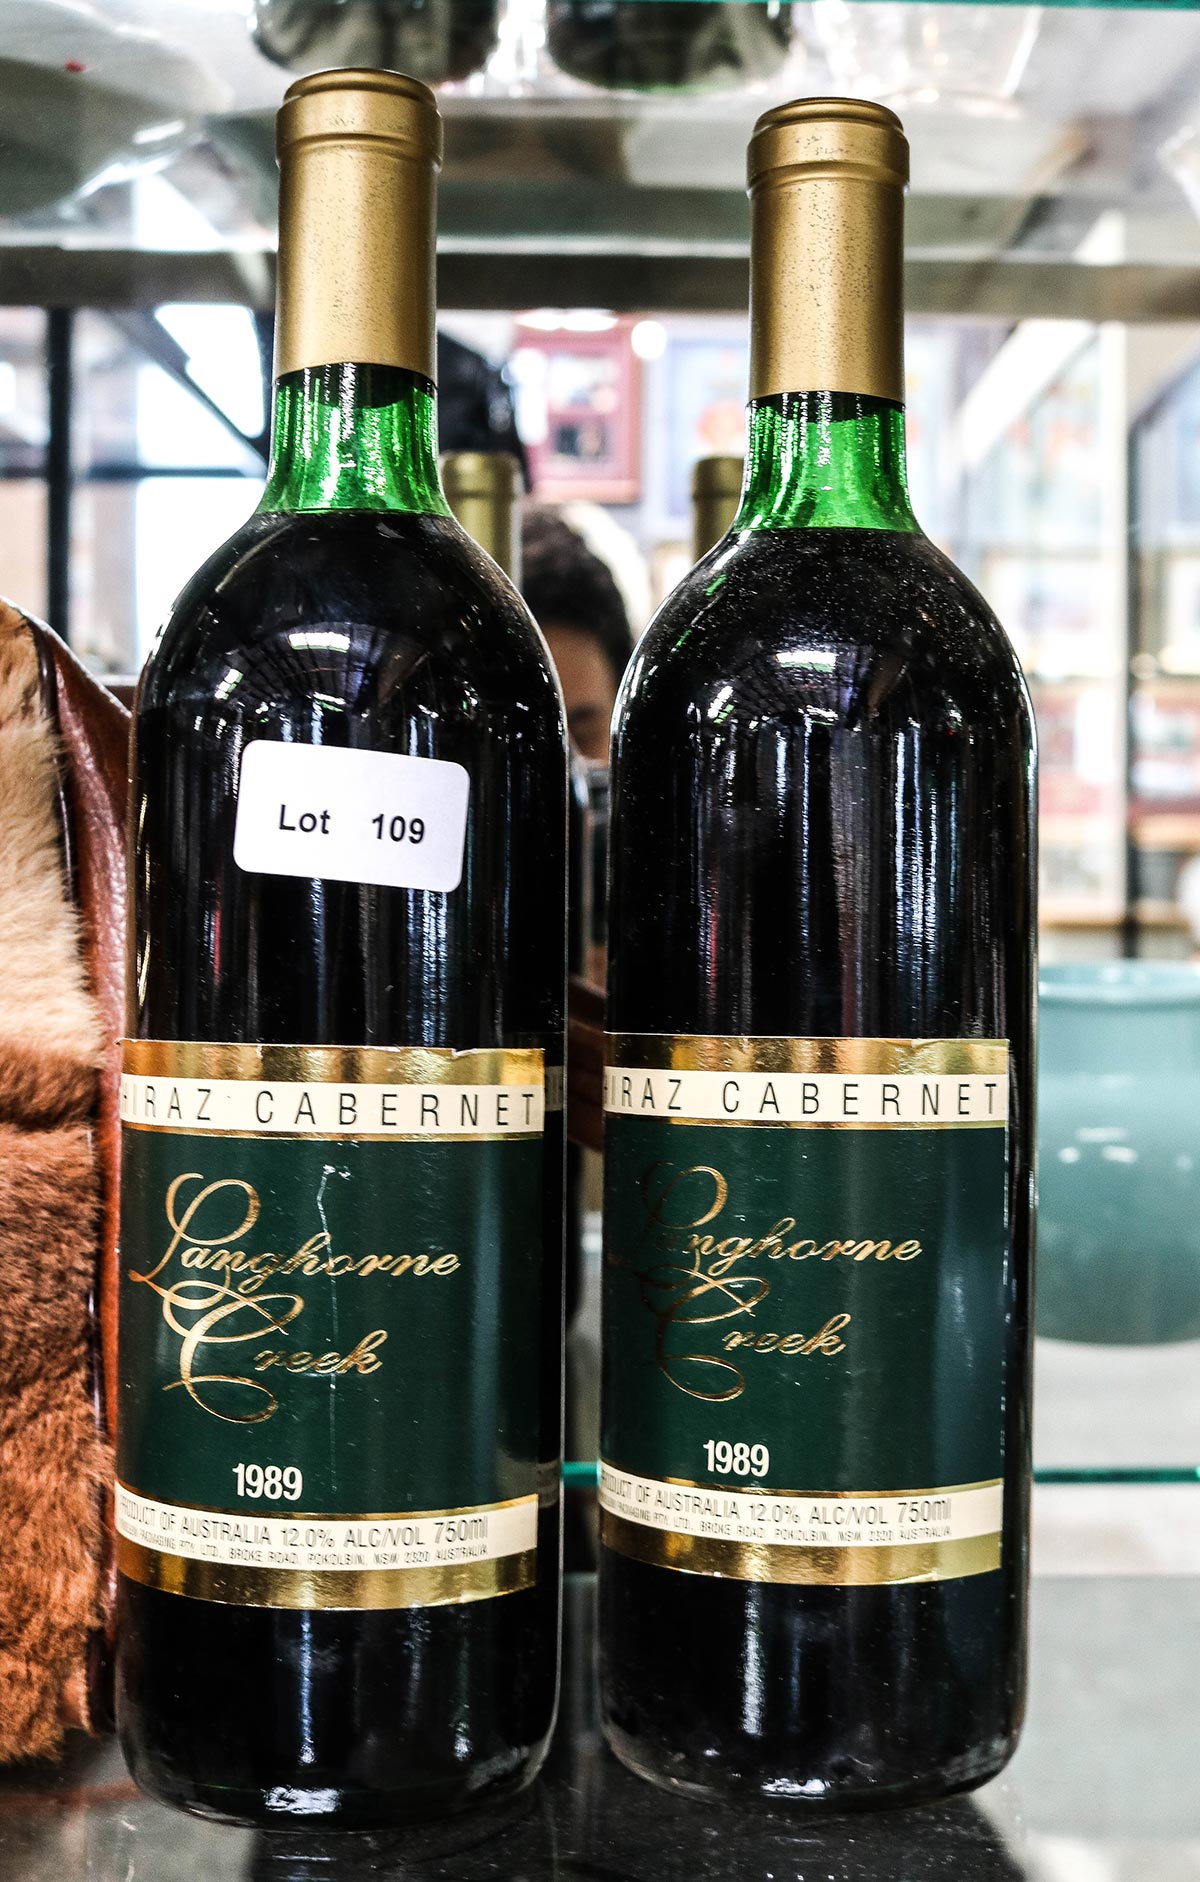 Lot 109
HIRAZ CABERNET
Langhorne
Creek
1989
PRODUCT OF AUSTRALIA 12.0% ALC/VOL 750ml
PACKAGING PTY. LTD., BROKE ROAD, POKOLBIN, NSW 2320 AUSTRALIA
HIRAZ CABERNET
Langhorne
Creek
1989
PRODUCT OF AUSTRALIA 12.0% ALC/VOL 750ml
PACKAGING PTY. LTD., BROKE ROAD, POKOLBIN, NSW 2320 AUSTRALIA